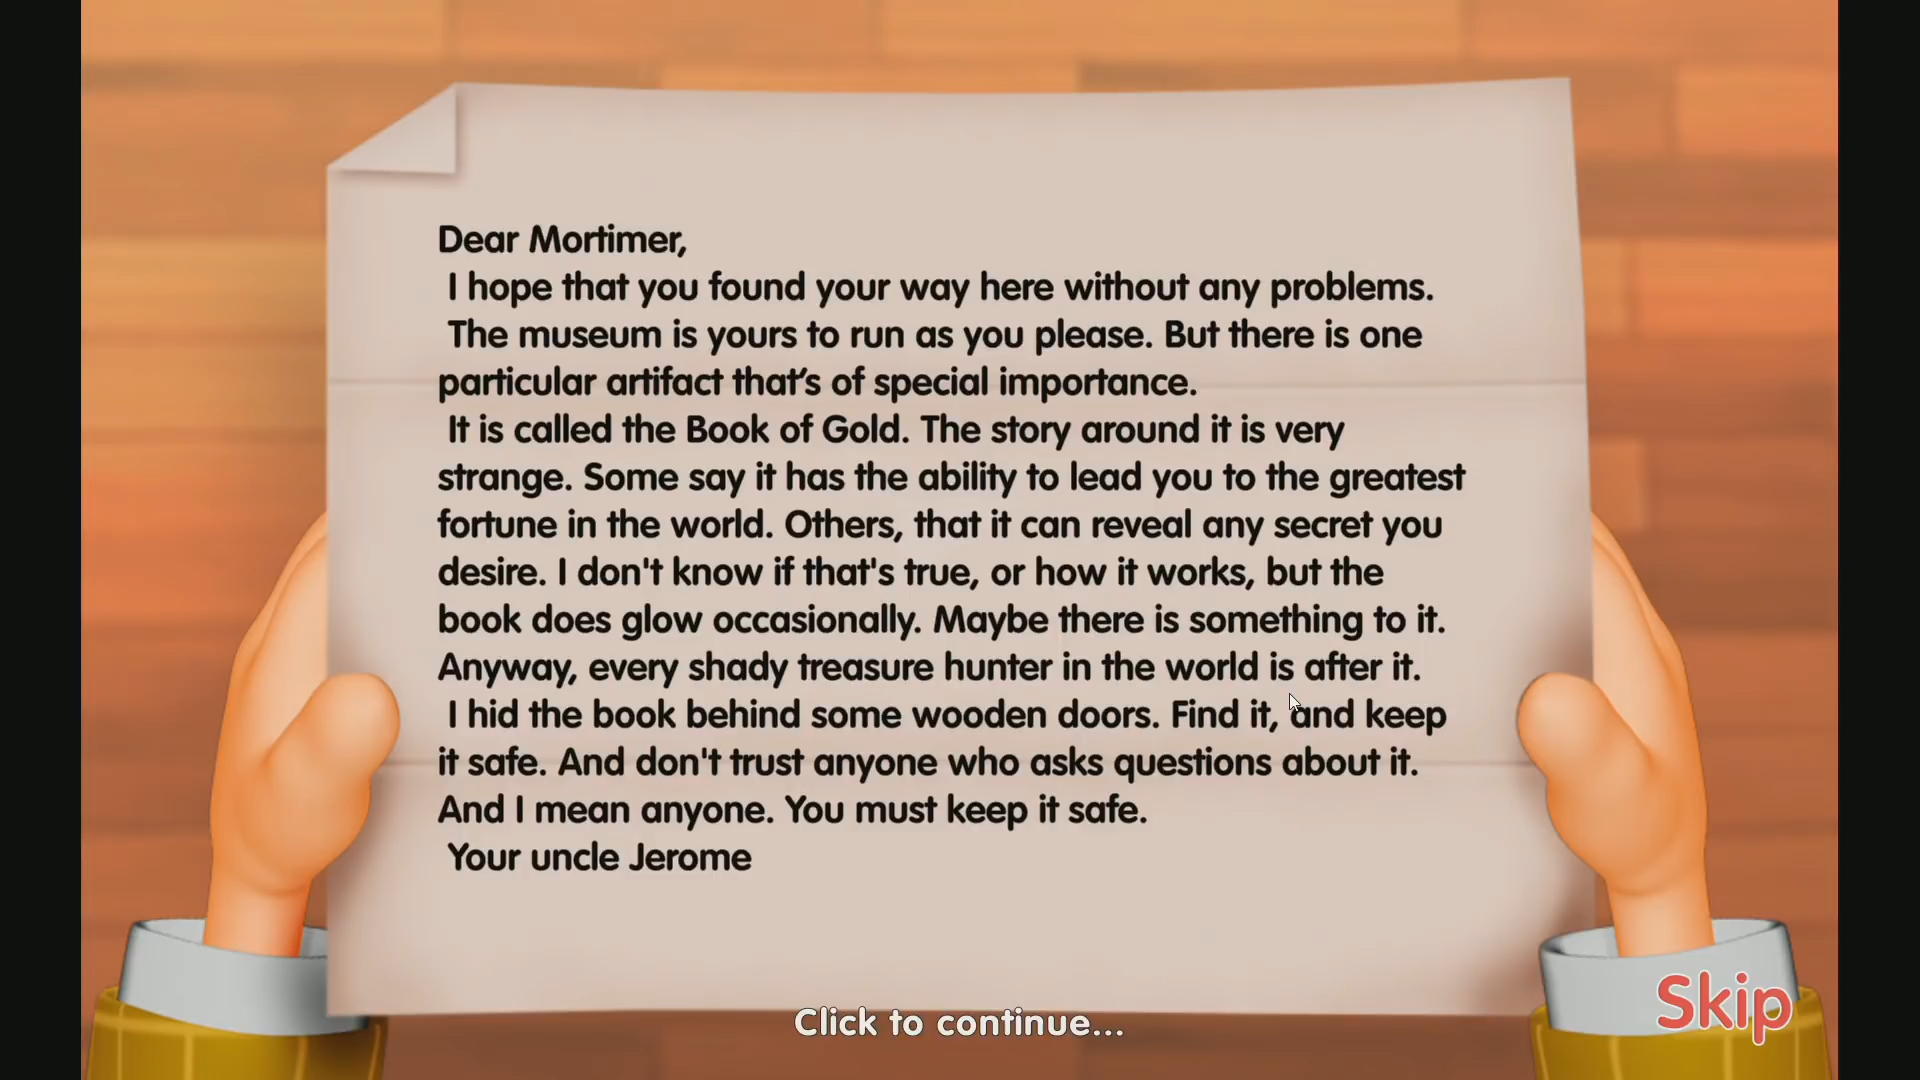 Dear Mortimer,
I hope that you found your way here without any problems.
The museum is yours to run as you please. But there is one
particular artifact that's of special importance.
It is called the Book of Gold. The story around it is very
strange. Some say it has the ability to lead you to the greatest
fortune in the world. Others, that it can reveal any secret you
desire. I don't know if that's true, or how it works, but the
book does glow occasionally. Maybe there is something to it.
Anyway, every shady treasure hunter in the world is after it.
I hid the book behind some wooden doors. Find it, and keep
it safe. And don't trust anyone who asks questions about it.
And I mean anyone. You must keep it safe.
Your uncle Jerome
Click to continue...
Skip